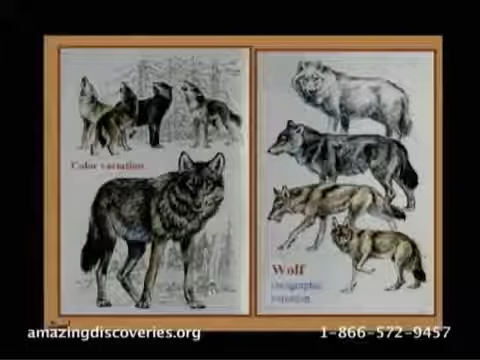 Color variation
Wolf
Geographic
variation
amazingdiscoveries.org
1-866-572-9457